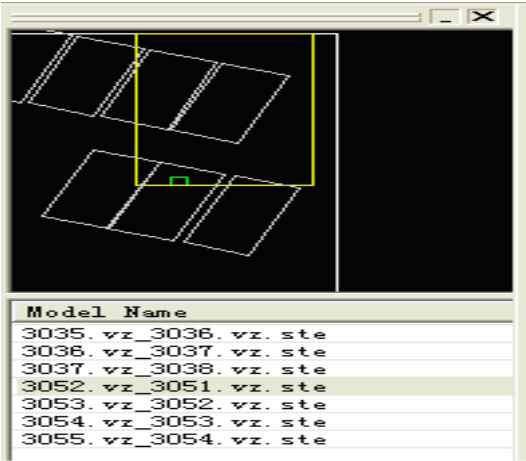 Model Name
3035.vz_3036.vz.ste
3036.vz_3037.vz.ste
3037.vz_3038.vz.ste
3052.vz_3051.vz.ste
3053.vz_3052.vz.ste
3054.vz_3053.vz.ste
3055.vz_3054.vz.ste